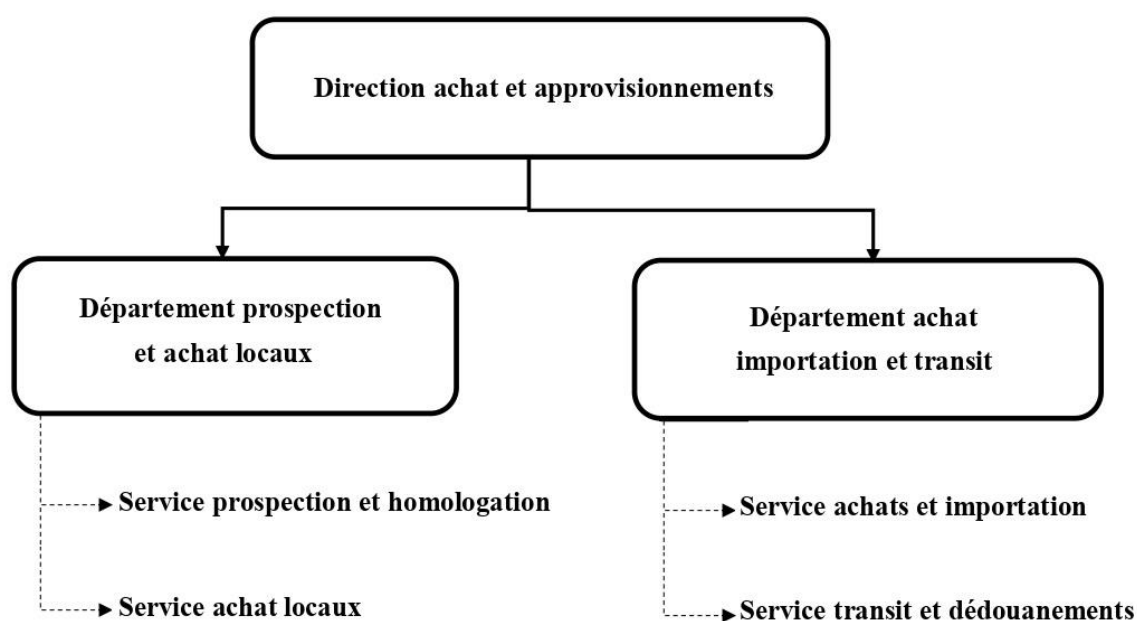 Direction achat et approvisionnements
Département prospection
et achat locaux
Département achat
importation et transit
Service prospection et homologation
Service achat locaux
Service achats et importation
Service transit et dédouanements